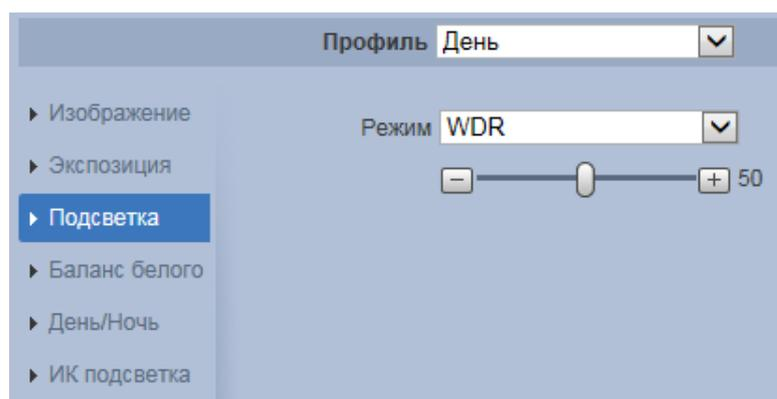 Профиль День
Изображение
Режим WDR
Экспозиция
50
Подсветка
Баланс белого
День/Ночь
ИК подсветка